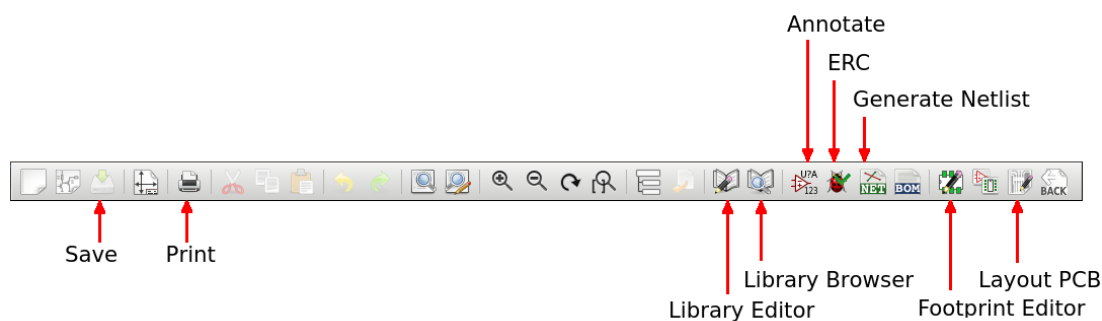 Annotate
ERC
Generate Netlist
U?A
123
NET
BOM
BACK
Save
Print
Library Browser
Layout PCB
Library Editor
Footprint Editor